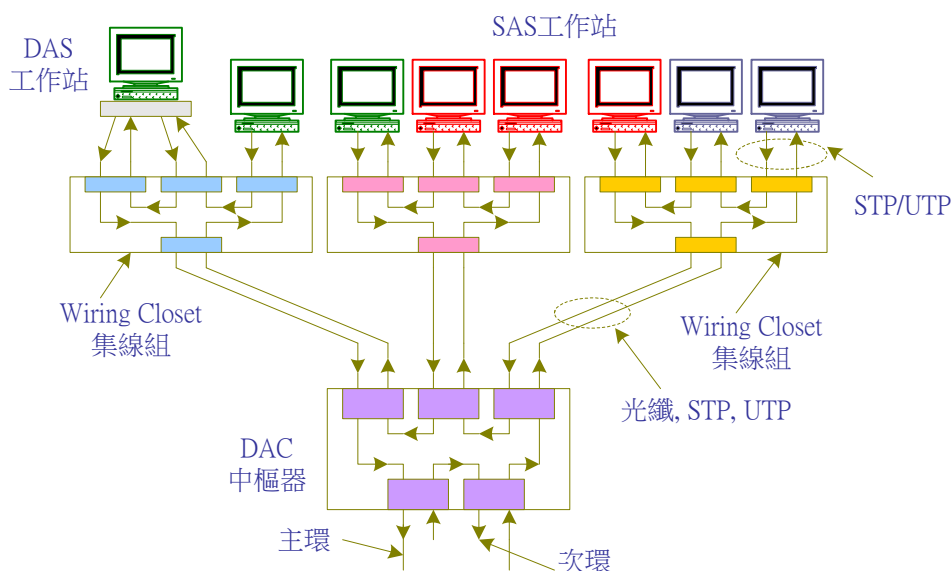 DAS
工作站
SAS工作站
STP/UTP
Wiring Closet
集線組
Wiring Closet
集線組
光纖, STP, UTP
DAC
中樞器
主環
次環